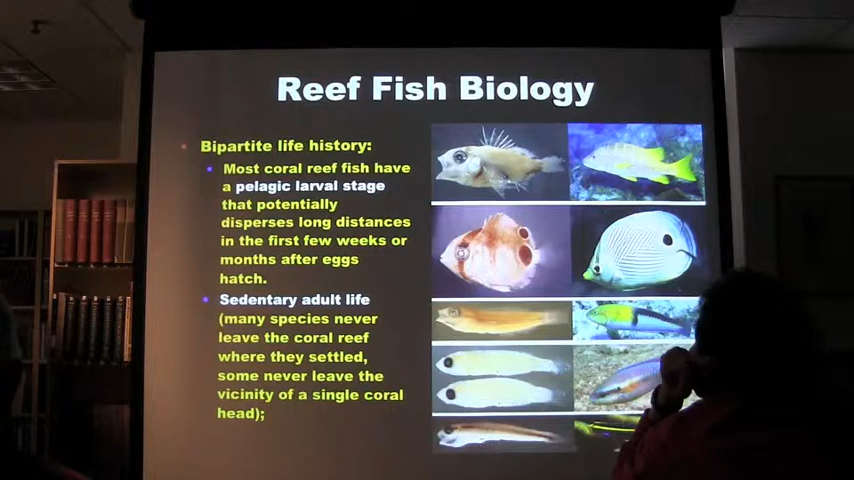 Reef Fish Biology
Bipartite life history:
Most coral reef fish have
a pelagic larval stage
that potentially
disperses long distances
in the first few weeks or
months after eggs
hatch.
Sedentary adult life
(many species never
leave the coral reef
where they settled,
some never leave the
vicinity of a single coral
head);